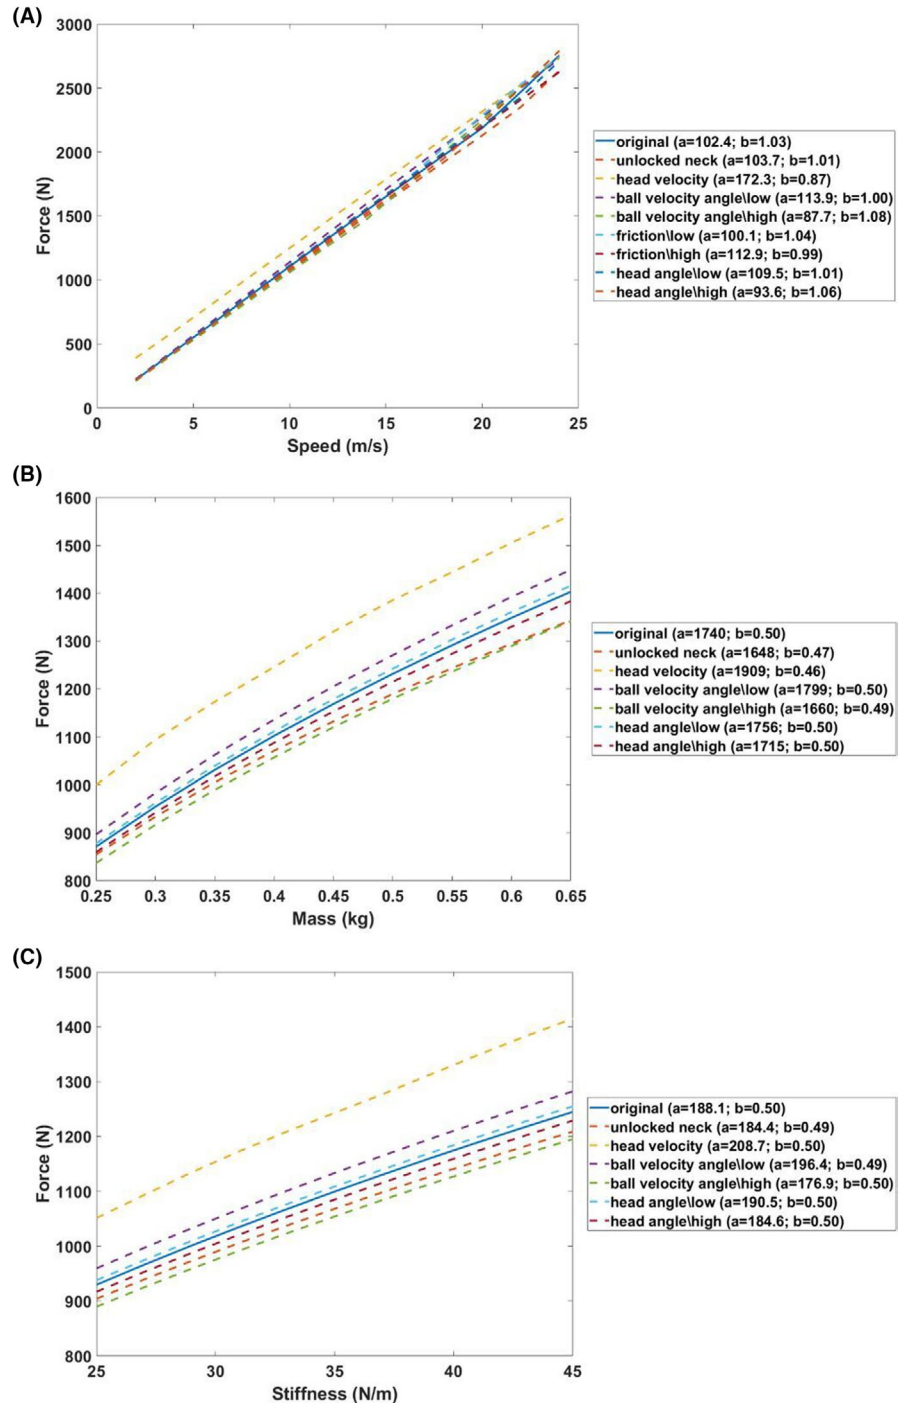 (A)
3000
2500
2000
1500
1000
500
0
Force (N)
0 5 10 15 20 25
Speed (m/s)
original (a=102.4; b=1.03)
unlocked neck (a=103.7; b=1.01)
head velocity (a=172.3; b=0.87)
ball velocity angle\low (a=113.9; b=1.00)
ball velocity angle\high (a=87.7; b=1.08)
friction\low (a=100.1; b=1.04)
friction\high (a=112.9; b=0.99)
head angle\low (a=109.5; b=1.01)
head angle\high (a=93.6; b=1.06)
(B)
1600
1500
1400
1300
1200
1100
1000
900
800
Force (N)
0.25 0.3 0.35 0.4 0.45 0.5 0.55 0.6 0.65
Mass (kg)
original (a=1740; b=0.50)
unlocked neck (a=1648; b=0.47)
head velocity (a=1909; b=0.46)
ball velocity angle\low (a=1799; b=0.50)
ball velocity angle\high (a=1660; b=0.49)
head angle\low (a=1756; b=0.50)
head angle\high (a=1715; b=0.50)
(C)
1500
1400
1300
1200
1100
1000
900
800
Force (N)
25 30 35 40 45
Stiffness (N/m)
original (a=188.1; b=0.50)
unlocked neck (a=184.4; b=0.49)
head velocity (a=208.7; b=0.50)
ball velocity angle\low (a=196.4; b=0.49)
ball velocity angle\high (a=176.9; b=0.50)
head angle\low (a=190.5; b=0.50)
head angle\high (a=184.6; b=0.50)